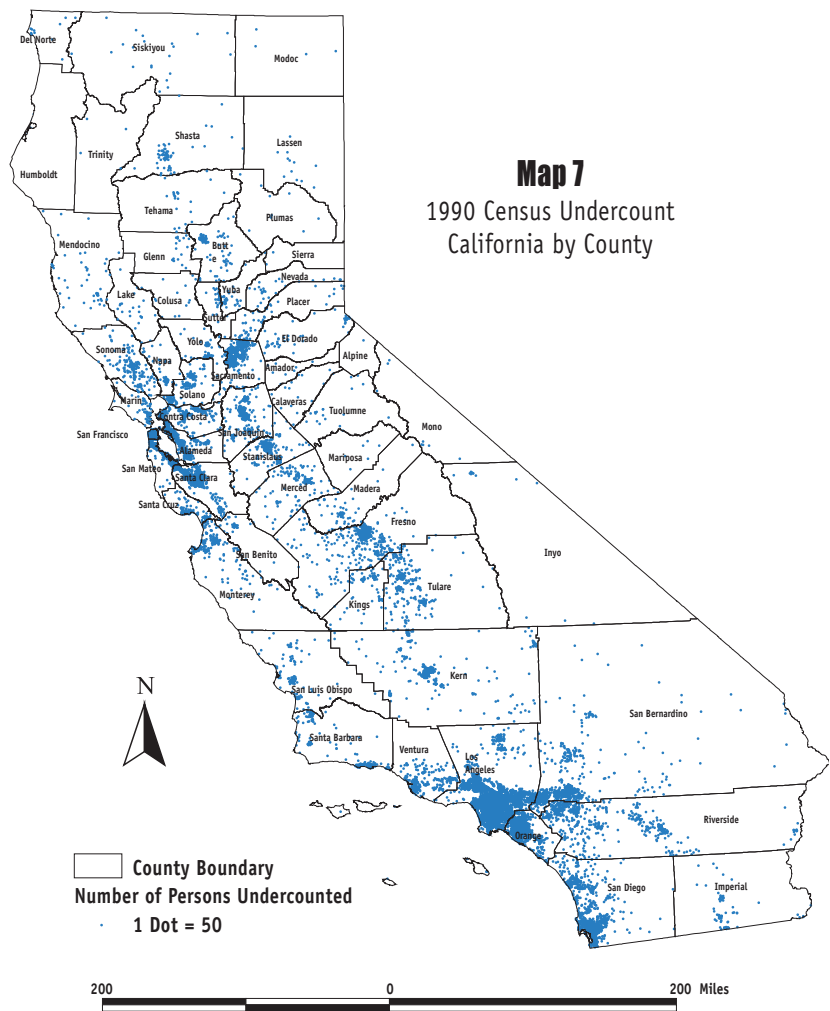 Map 7
1990 Census Undercount
California by County
Del Norte
Siskiyou
Modoc
Shasta
Lassen
Trinity
Humboldt
Tehama
Plumas
Mendocino
Butt
e
Glenn
Sierra
Nevada
Lake
Colusa
Yuba
Placer
Sutter
Yolo
El Dorado
Sonoma
Napa
Sacramento
Alpine
Amador
Solano
Marin
Calaveras
Tuolumne
Contra Costa
San Francisco
San Joaquin
Mono
Alameda
Stanislaus
Mariposa
San Mateo
Santa Clara
Merced
Madera
Santa Cruz
Fresno
San Benito
Inyo
Monterey
Tulare
Kings
N
Kern
San Luis Obispo
San Bernardino
Santa Barbara
Ventura
Los
Angeles
Riverside
Orange
San Diego
Imperial
County Boundary
Number of Persons Undercounted
1 Dot = 50
200 0 200 Miles